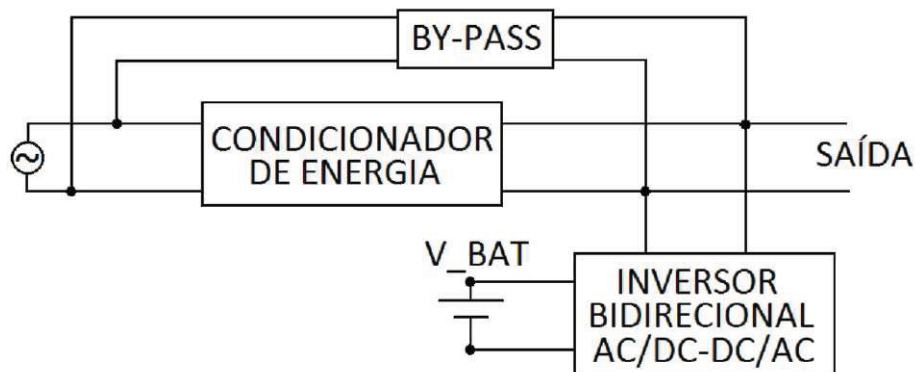 BY-PASS
CONDICIONADOR
DE ENERGIA
SAÍDA
V_BAT
INVERSOR
BIDIRECIONAL
AC/DC-DC/AC